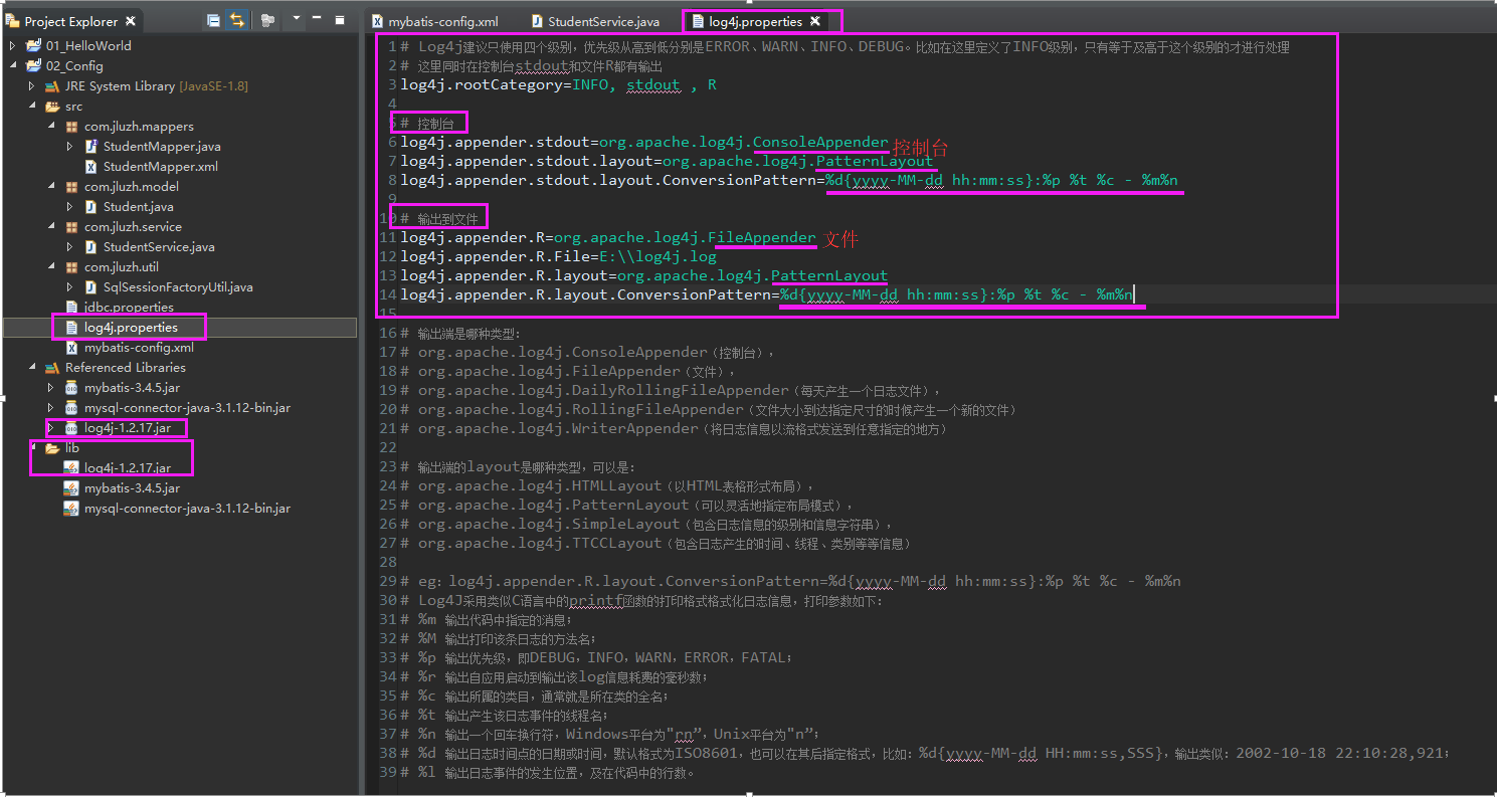 Project Explorer
mybatis-config.xml
StudentService.java
log4j.properties
01_HelloWorld
02_Config
JRE System Library [JavaSE-1.8]
src
com.jluzh.mappers
StudentMapper.java
StudentMapper.xml
com.jluzh.model
Student.java
com.jluzh.service
StudentService.java
com.jluzh.util
SqlSessionFactoryUtil.java
jdbc.properties
log4j.properties
mybatis-config.xml
Referenced Libraries
mybatis-3.4.5.jar
mysql-connector-java-3.1.12-bin.jar
log4j-1.2.17.jar
lib
log4j-1.2.17.jar
mybatis-3.4.5.jar
mysql-connector-java-3.1.12-bin.jar
1 # Log4j建议只使用四个级别，优先级从高到低分别是ERROR、WARN、INFO、DEBUG。比如在这里定义了INFO级别，只有等于及高于这个级别的才进行处理
2 # 这里同时在控制台stdout和文件R都有输出
3 log4j.rootCategory=INFO, stdout , R
4
5 # 控制台
6 log4j.appender.stdout=org.apache.log4j.ConsoleAppender 控制台
7 log4j.appender.stdout.layout=org.apache.log4j.PatternLayout
8 log4j.appender.stdout.layout.ConversionPattern=%d{yyyy-MM-dd hh:mm:ss}:%p %t %c - %m%n
9
10 # 输出到文件
11 log4j.appender.R=org.apache.log4j.FileAppender 文件
12 log4j.appender.R.File=E:\\log4j.log
13 log4j.appender.R.layout=org.apache.log4j.PatternLayout
14 log4j.appender.R.layout.ConversionPattern=%d{yyyy-MM-dd hh:mm:ss}:%p %t %c - %m%n
15
16 # 输出端是哪种类型：
17 # org.apache.log4j.ConsoleAppender（控制台），
18 # org.apache.log4j.FileAppender（文件），
19 # org.apache.log4j.DailyRollingFileAppender（每天产生一个日志文件），
20 # org.apache.log4j.RollingFileAppender（文件大小到达指定尺寸的时候产生一个新的文件）
21 # org.apache.log4j.WriterAppender（将日志信息以流格式发送到任意指定的地方）
22
23 # 输出端的layout是哪种类型，可以是：
24 # org.apache.log4j.HTMLLayout（以HTML表格形式布局），
25 # org.apache.log4j.PatternLayout（可以灵活地指定布局模式），
26 # org.apache.log4j.SimpleLayout（包含日志信息的级别和信息字符串），
27 # org.apache.log4j.TTCCLayout（包含日志产生的时间、线程、类别等等信息）
28
29 # eg：log4j.appender.R.layout.ConversionPattern=%d{yyyy-MM-dd hh:mm:ss}:%p %t %c - %m%n
30 # Log4J采用类似C语言中的printf函数的打印格式格式化日志信息，打印参数如下：
31 # %m 输出代码中指定的消息；
32 # %M 输出打印该条日志的方法名；
33 # %p 输出优先级，即DEBUG，INFO，WARN，ERROR，FATAL；
34 # %r 输出自应用启动到输出该log信息耗费的毫秒数；
35 # %c 输出所属的类目，通常就是所在类的全名；
36 # %t 输出产生该日志事件的线程名；
37 # %n 输出一个回车换行符，Windows平台为"rn”，Unix平台为"n”；
38 # %d 输出日志时间点的日期或时间，默认格式为ISO8601，也可以在其后指定格式，比如：%d{yyyy-MM-dd HH:mm:ss,SSS}，输出类似：2002-10-18 22:10:28,921；
39 # %l 输出日志事件的发生位置，及在代码中的行数。